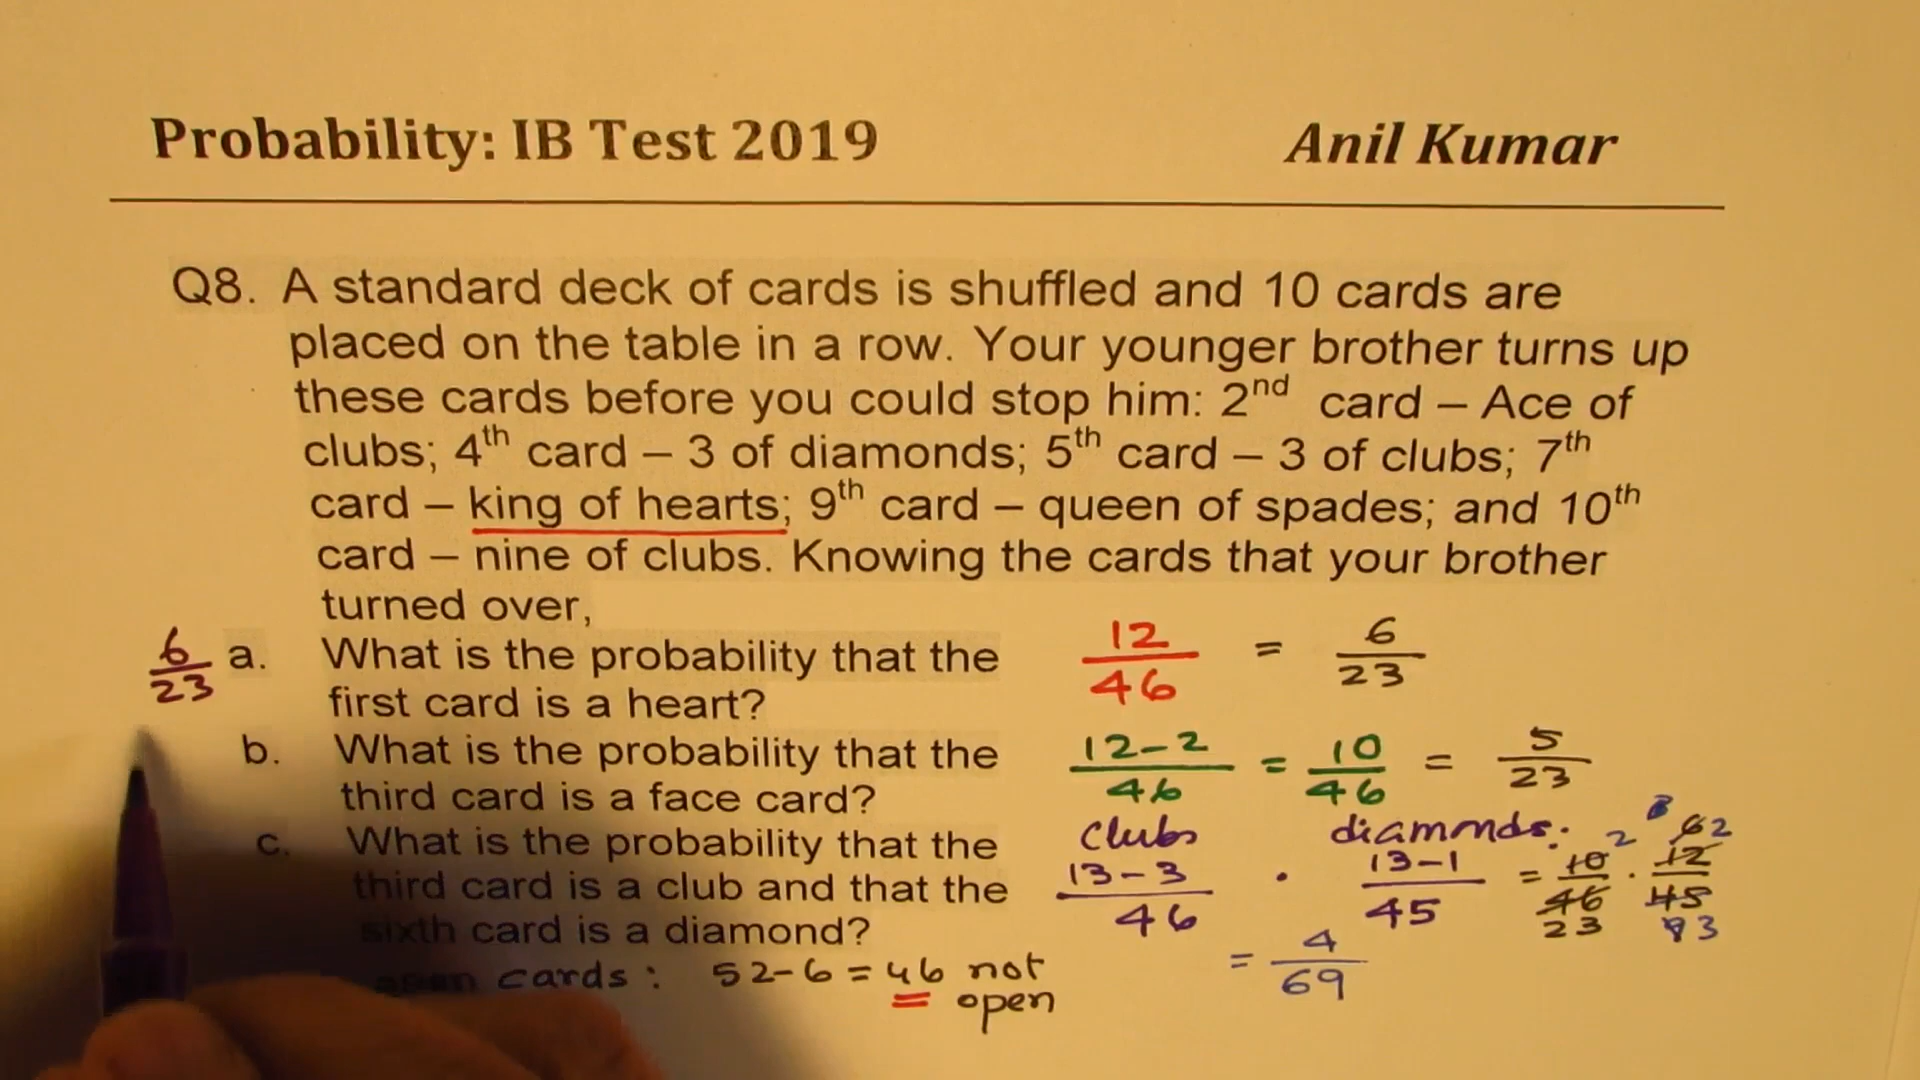 Probability: IB Test 2019 Anil Kumar
Q8. A standard deck of cards is shuffled and 10 cards are
placed on the table in a row. Your younger brother turns up
these cards before you could stop him: 2nd card – Ace of
clubs; 4th card – 3 of diamonds; 5th card – 3 of clubs; 7th
card – king of hearts; 9th card – queen of spades; and 10th
card – nine of clubs. Knowing the cards that your brother
turned over,
6/23 a. What is the probability that the 12/46 = 6/23
first card is a heart?
b. What is the probability that the 12-2/46 = 10/46 = 5/23
third card is a face card?
c. What is the probability that the clubs diamonds:
third card is a club and that the 13-3/46 · 13-1/45 = 10/46 · 12/45
sixth card is a diamond? 2 62 23 3
open cards: 52-6=46 not = 4/69
open